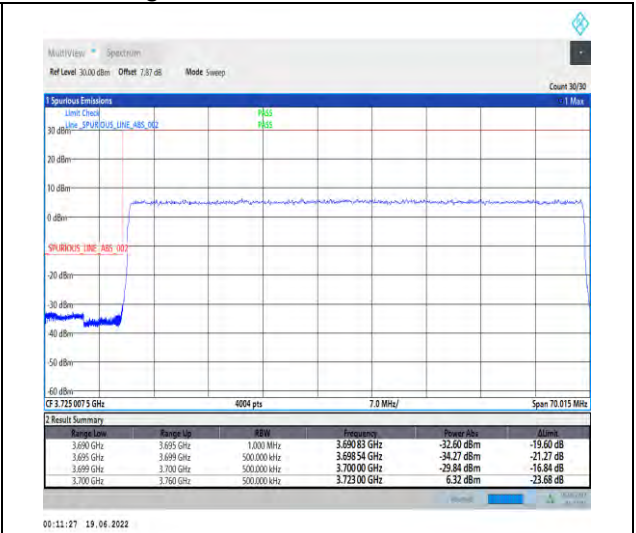 MultiView Spectrum
Ref Level 30.00 dBm Offset 7.87 dB Mode Sweep
Count 30/30
1 Spurious Emissions 1 Max
Limit Check PASS
Line _SPURIOUS_LINE_ABS_002 PASS
30 dBm
20 dBm
10 dBm
0 dBm
_SPURIOUS_LINE_ABS_002
-20 dBm
-30 dBm
-40 dBm
-50 dBm
-60 dBm
CF 3.725 007 5 GHz 4004 pts 7.0 MHz/ Span 70.015 MHz
2 Result Summary
Range Low Range Up RBW Frequency Power Abs ΔLimit
3.690 GHz 3.695 GHz 1.000 MHz 3.690 83 GHz -32.60 dBm -19.60 dB
3.695 GHz 3.699 GHz 500.000 kHz 3.698 54 GHz -34.27 dBm -21.27 dB
3.699 GHz 3.700 GHz 500.000 kHz 3.700 00 GHz -29.84 dBm -16.84 dB
3.700 GHz 3.760 GHz 500.000 kHz 3.723 00 GHz 6.32 dBm -23.68 dB
00:11:27 19.06.2022